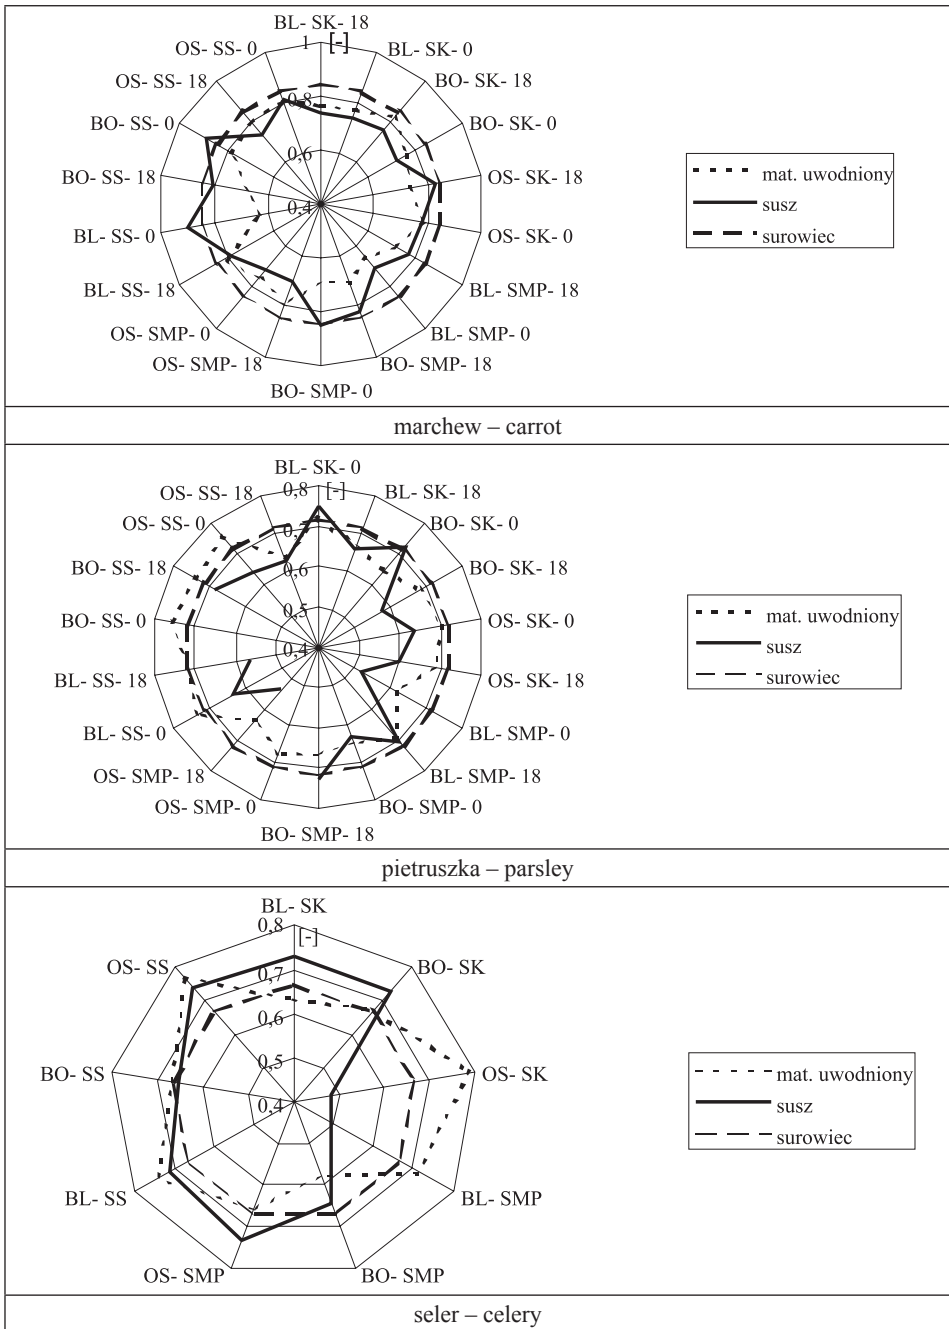 BL- SK- 18
1 [-]
BL- SK- 0
BO- SK- 18
BO- SK- 0
OS- SK- 18
OS- SK- 0
BL- SMP- 18
BL- SMP- 0
BO- SMP- 18
BO- SMP- 0
OS- SMP- 18
OS- SMP- 0
BL- SS- 18
BL- SS- 0
BO- SS- 18
BO- SS- 0
OS- SS- 18
OS- SS- 0
0,8
0,6
0,4
mat. uwodniony
susz
surowiec
marchew – carrot
BL- SK- 0
0,8 [-]
BL- SK- 18
BO- SK- 0
BO- SK- 18
OS- SK- 0
OS- SK- 18
BL- SMP- 0
BL- SMP- 18
BO- SMP- 0
BO- SMP- 18
OS- SMP- 0
OS- SMP- 18
BL- SS- 0
BL- SS- 18
BO- SS- 0
BO- SS- 18
OS- SS- 0
OS- SS- 18
0,7
0,6
0,5
0,4
mat. uwodniony
susz
surowiec
pietruszka – parsley
BL- SK
0,8
[-]
BO- SK
OS- SK
BL- SMP
BO- SMP
OS- SMP
BL- SS
BO- SS
OS- SS
0,7
0,6
0,5
0,4
mat. uwodniony
susz
surowiec
seler – celery